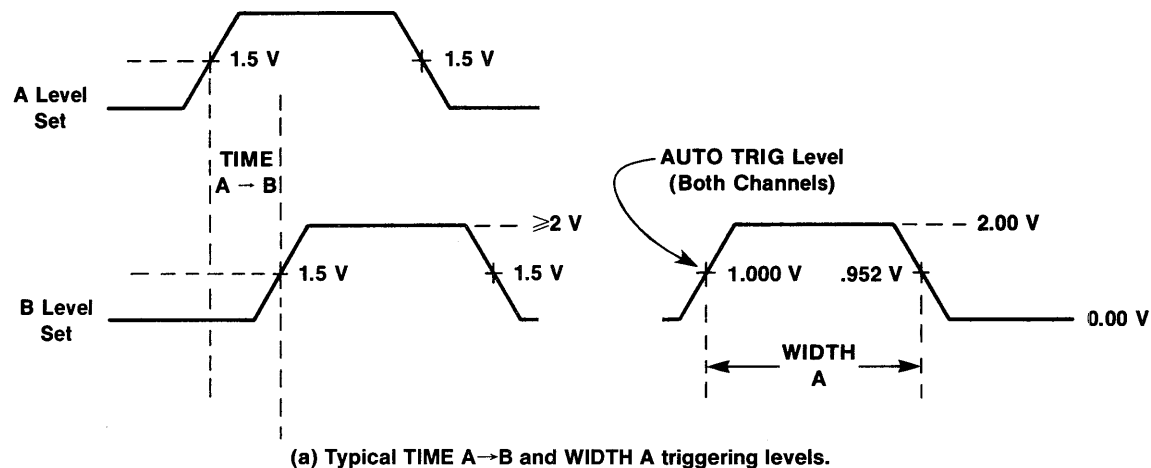 1.5 V
1.5 V
A Level
Set
TIME
A → B
AUTO TRIG Level
(Both Channels)
≥2 V
2.00 V
1.5 V
1.5 V
1.000 V
.952 V
B Level
Set
0.00 V
WIDTH
A
(a) Typical TIME A→B and WIDTH A triggering levels.